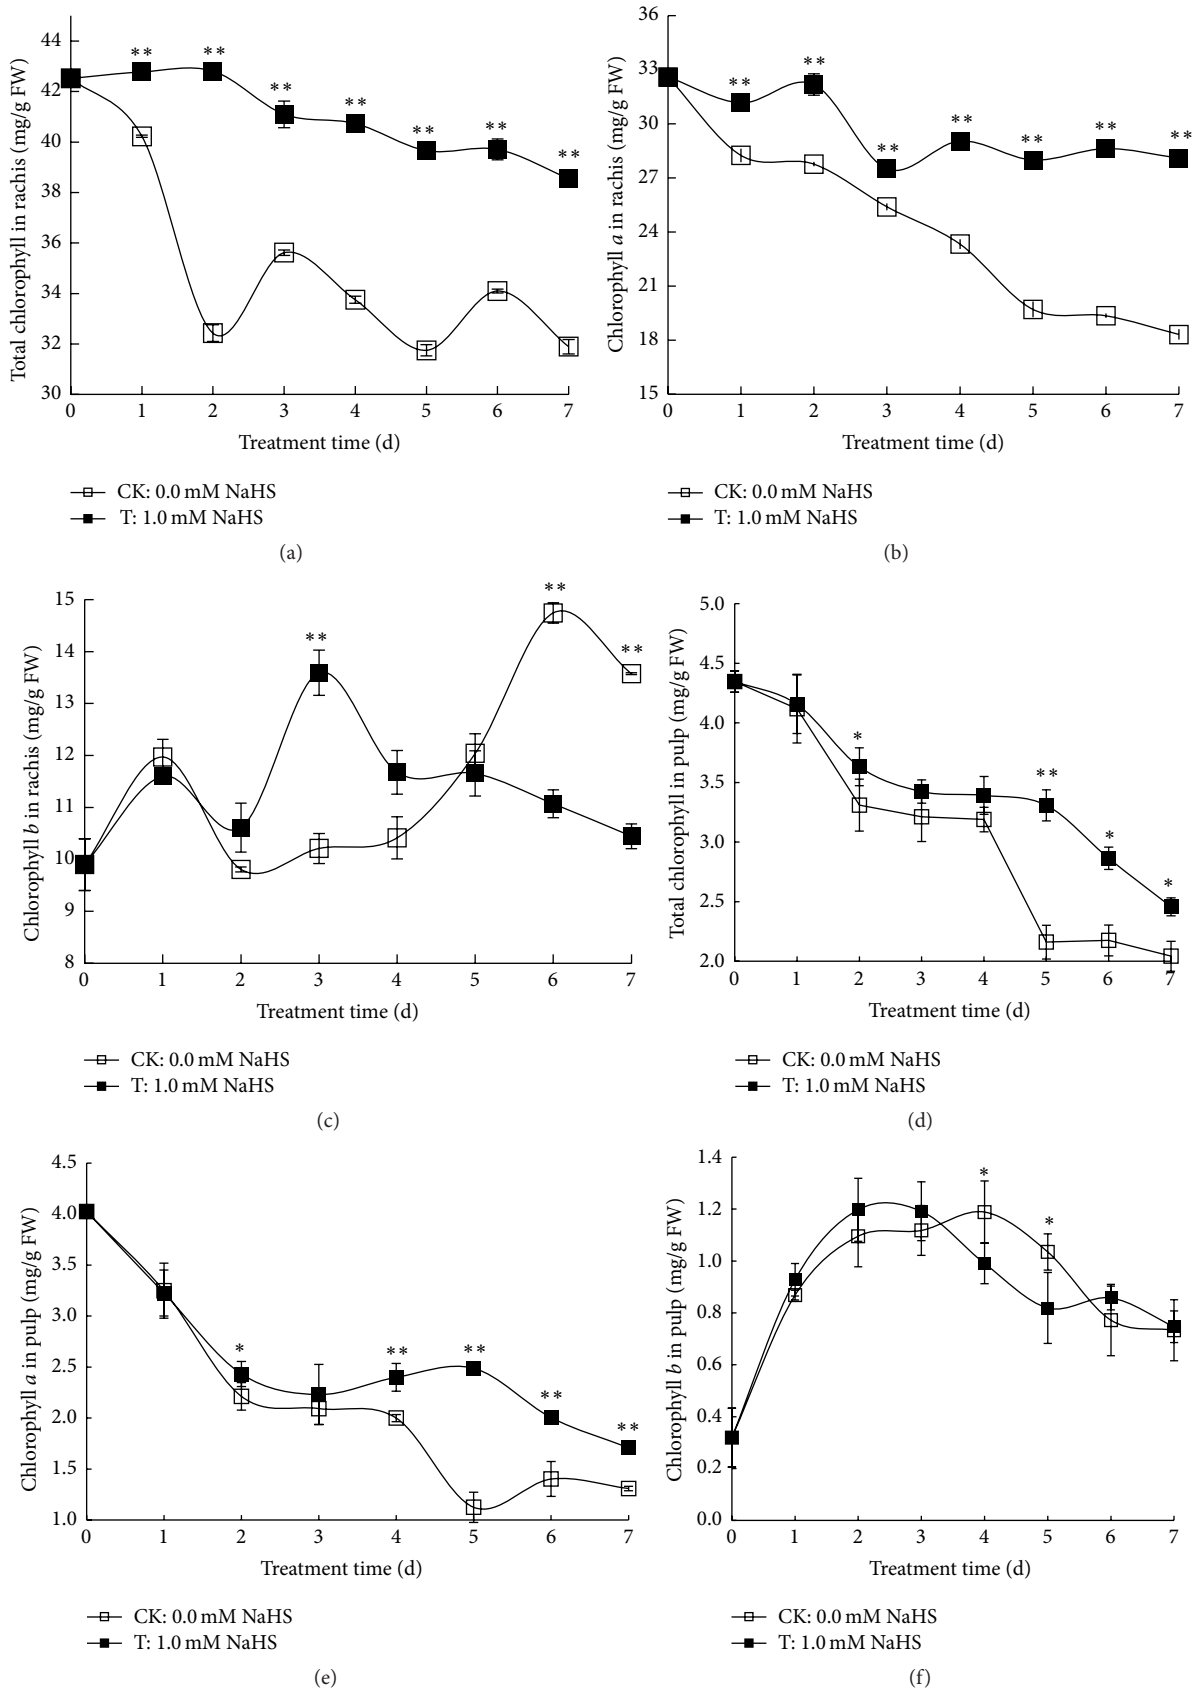 Total chlorophyll in rachis (mg/g FW)
44
42
40
38
36
34
32
30
** ** ** ** ** ** **
0 1 2 3 4 5 6 7
Treatment time (d)
CK: 0.0 mM NaHS
T: 1.0 mM NaHS
(a)
Chlorophyll a in rachis (mg/g FW)
36
33
30
27
24
21
18
15
** ** ** ** ** ** **
0 1 2 3 4 5 6 7
Treatment time (d)
CK: 0.0 mM NaHS
T: 1.0 mM NaHS
(b)
Chlorophyll b in rachis (mg/g FW)
15
14
13
12
11
10
9
8
** ** **
0 1 2 3 4 5 6 7
Treatment time (d)
CK: 0.0 mM NaHS
T: 1.0 mM NaHS
(c)
Total chlorophyll in pulp (mg/g FW)
5.0
4.5
4.0
3.5
3.0
2.5
2.0
* ** * *
0 1 2 3 4 5 6 7
Treatment time (d)
CK: 0.0 mM NaHS
T: 1.0 mM NaHS
(d)
Chlorophyll a in pulp (mg/g FW)
4.5
4.0
3.5
3.0
2.5
2.0
1.5
1.0
* ** ** ** **
0 1 2 3 4 5 6 7
Treatment time (d)
CK: 0.0 mM NaHS
T: 1.0 mM NaHS
(e)
Chlorophyll b in pulp (mg/g FW)
1.4
1.2
1.0
0.8
0.6
0.4
0.2
0.0
* *
0 1 2 3 4 5 6 7
Treatment time (d)
CK: 0.0 mM NaHS
T: 1.0 mM NaHS
(f)